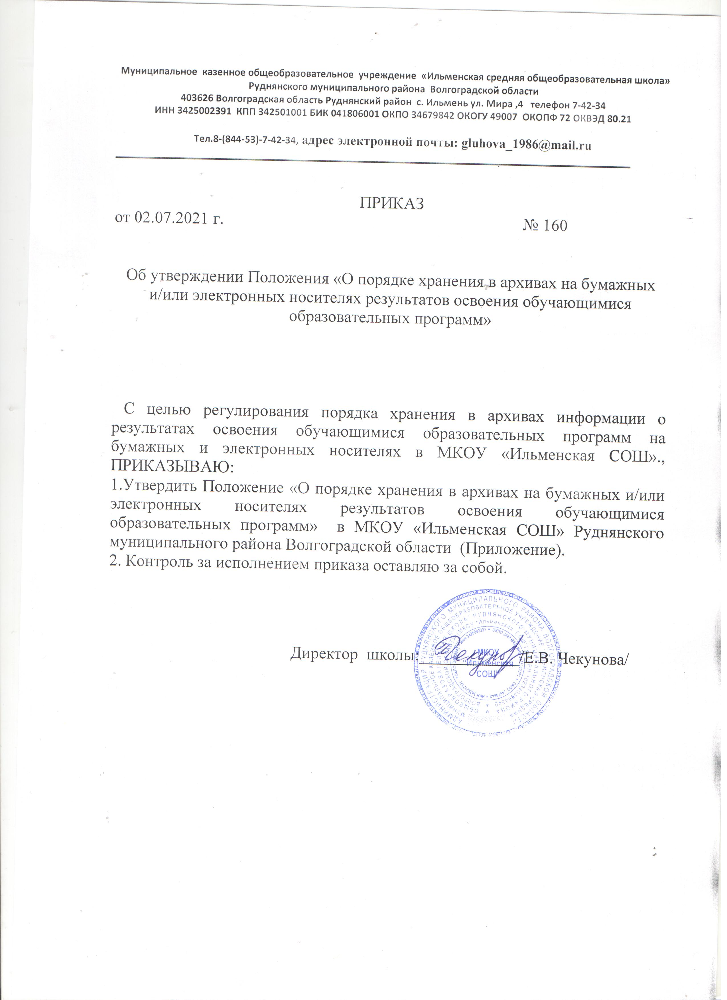 Муниципальное казенное общеобразовательное учреждение «Ильменская средняя общеобразовательная школа»
Руднянского муниципального района Волгоградской области
403626 Волгоградская область Руднянский район с. Ильмень ул. Мира ,4 телефон 7-42-34
ИНН 3425002391 КПП 342501001 БИК 041806001 ОКПО 34679842 ОКОГУ 49007 ОКОПФ 72 ОКВЭД 80.21
Тел.8-(844-53)-7-42-34, адрес электронной почты: gluhova_1986@mail.ru
ПРИКАЗ
от 02.07.2021 г. № 160
Об утверждении Положения «О порядке хранения в архивах на бумажных
и/или электронных носителях результатов освоения обучающимися
образовательных программ»
С целью регулирования порядка хранения в архивах информации о
результатах освоения обучающимися образовательных программ на
бумажных и электронных носителях в МКОУ «Ильменская СОШ».,
ПРИКАЗЫВАЮ:
1.Утвердить Положение «О порядке хранения в архивах на бумажных и/или
электронных носителях результатов освоения обучающимися
образовательных программ» в МКОУ «Ильменская СОШ» Руднянского
муниципального района Волгоградской области (Приложение).
2. Контроль за исполнением приказа оставляю за собой.
Директор школы: /Е.В. Чекунова/
МКОУ
"Ильменская
СОШ"
АДМИНИСТРАЦИЯ РУДНЯНСКОГО МУНИЦИПАЛЬНОГО РАЙОНА ВОЛГОГРАДСКОЙ ОБЛАСТИ